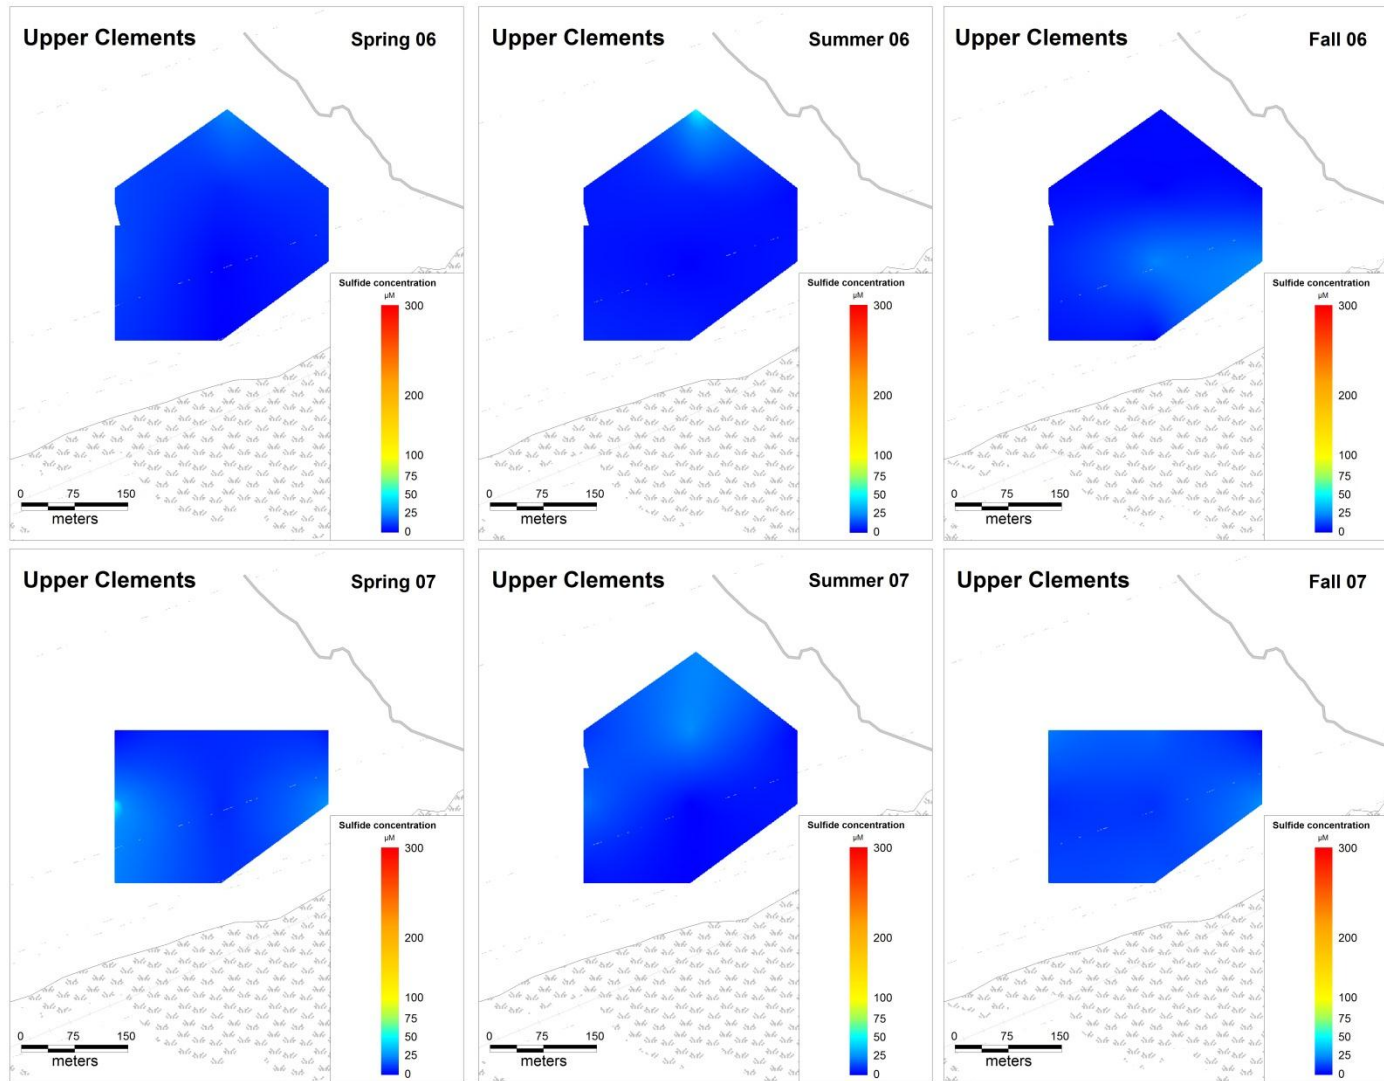 Upper Clements Spring 06
Sulfide concentration
µM
300
200
100
75
50
25
0
0 75 150
meters
Upper Clements Summer 06
Sulfide concentration
µM
300
200
100
75
50
25
0
0 75 150
meters
Upper Clements Fall 06
Sulfide concentration
µM
300
200
100
75
50
25
0
0 75 150
meters
Upper Clements Spring 07
Sulfide concentration
µM
300
200
100
75
50
25
0
0 75 150
meters
Upper Clements Summer 07
Sulfide concentration
µM
300
200
100
75
50
25
0
0 75 150
meters
Upper Clements Fall 07
Sulfide concentration
µM
300
200
100
75
50
25
0
0 75 150
meters